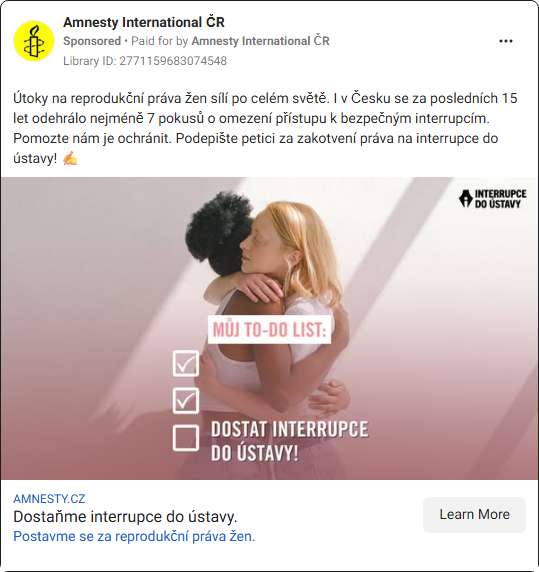 Amnesty International ČR
Sponsored • Paid for by Amnesty International ČR
Library ID: 2771159683074548
Útoky na reprodukční práva žen sílí po celém světě. I v Česku se za posledních 15
let odehrálo nejméně 7 pokusů o omezení přístupu k bezpečným interrupcím.
Pomozte nám je ochránit. Podepište petici za zakotvení práva na interrupce do
ústavy! ✍️
INTERRUPCE
DO ÚSTAVY
MŮJ TO-DO LIST:
DOSTAT INTERRUPCE
DO ÚSTAVY!
AMNESTY.CZ
Dostaňme interrupce do ústavy.
Postavme se za reprodukční práva žen.
Learn More